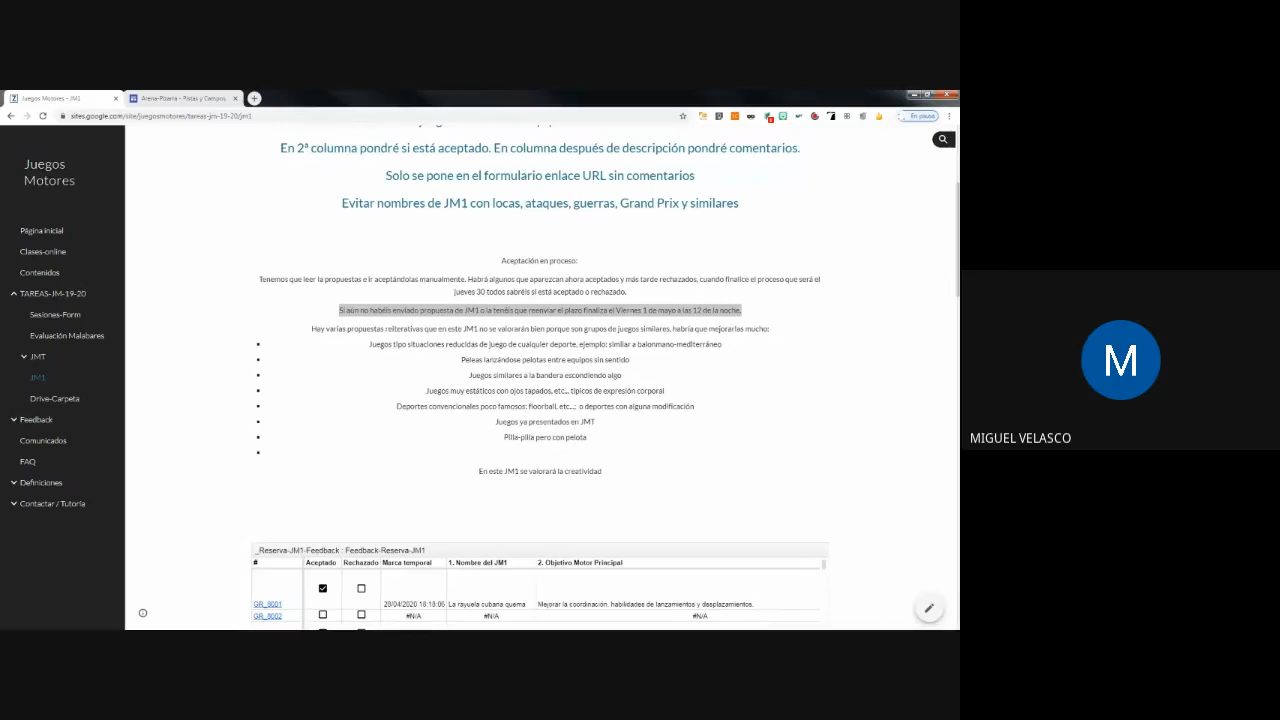 Juegos Motores - JM1
Arena-Pizarra - Pistas y Campos
sites.google.com/site/juegosmotores/tareas-jm-19-20/jm1
En pausa
Juegos
Motores
Página inicial
Clases-online
Contenidos
TAREAS-JM-19-20
Sesiones-Form
Evaluación Malabares
JMT
JM1
Drive-Carpeta
Feedback
Comunicados
FAQ
Definiciones
Contactar / Tutoría
En 2ª columna pondré si está aceptado. En columna después de descripción pondré comentarios.
Solo se pone en el formulario enlace URL sin comentarios
Evitar nombres de JM1 con locas, ataques, guerras, Grand Prix y similares
Aceptación en proceso:
Tenemos que leer la propuestas e ir aceptándolas manualmente. Habrá algunos que aparezcan ahora aceptados y más tarde rechazados, cuando finalice el proceso que será el
jueves 30 todos sabréis si está aceptado o rechazado.
Si aún no habéis enviado propuesta de JM1 o la tenéis que reenviar el plazo finaliza el Viernes 1 de mayo a las 12 de la noche.
Hay varias propuestas reiterativas que en este JM1 no se valorarán bien porque son grupos de juegos similares, habría que mejorarlas mucho:
Juegos tipo situaciones reducidas de juego de cualquier deporte, ejemplo: similar a balonmano-mediterráneo
Peleas lanzándose pelotas entre equipos sin sentido
Juegos similares a la bandera escondiendo algo
Juegos muy estáticos con ojos tapados, etc... típicos de expresión corporal
Deportes convencionales poco famosos: floorball, etc...; o deportes con alguna modificación
Juegos ya presentados en JMT
Pilla-pilla pero con pelota
En este JM1 se valorará la creatividad
_Reserva-JM1-Feedback : Feedback-Reserva-JM1
# Aceptado Rechazado Marca temporal 1. Nombre del JM1 2. Objetivo Motor Principal
GR_8001 28/04/2020 18:18:06 La rayuela cubana quema Mejorar la coordinación, habilidades de lanzamientos y desplazamientos.
GR_8002 #N/A #N/A #N/A
M
MIGUEL VELASCO